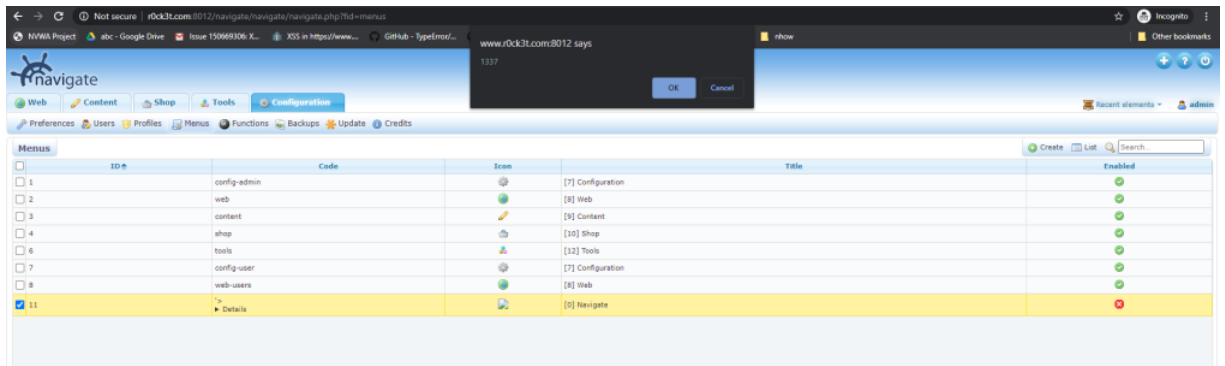 Not secure | r0ck3t.com:8012/navigate/navigate/navigate.php?fid=menus
Incognito
NVWA Project abc - Google Drive Issue 150669306: X... XSS in https://www.... GitHub - TypeError/... nhow Other bookmarks
www.r0ck3t.com:8012 says
1337
OK Cancel
navigate
Web Content Shop Tools Configuration
Recent elements admin
Preferences Users Profiles Menus Functions Backups Update Credits
Menus
Create List Search...
ID Code Icon Title Enabled
1 config-admin [7] Configuration
2 web [8] Web
3 content [9] Content
4 shop [10] Shop
6 tools [12] Tools
7 config-user [7] Configuration
8 web-users [8] Web
11 '> [0] Navigate
Details